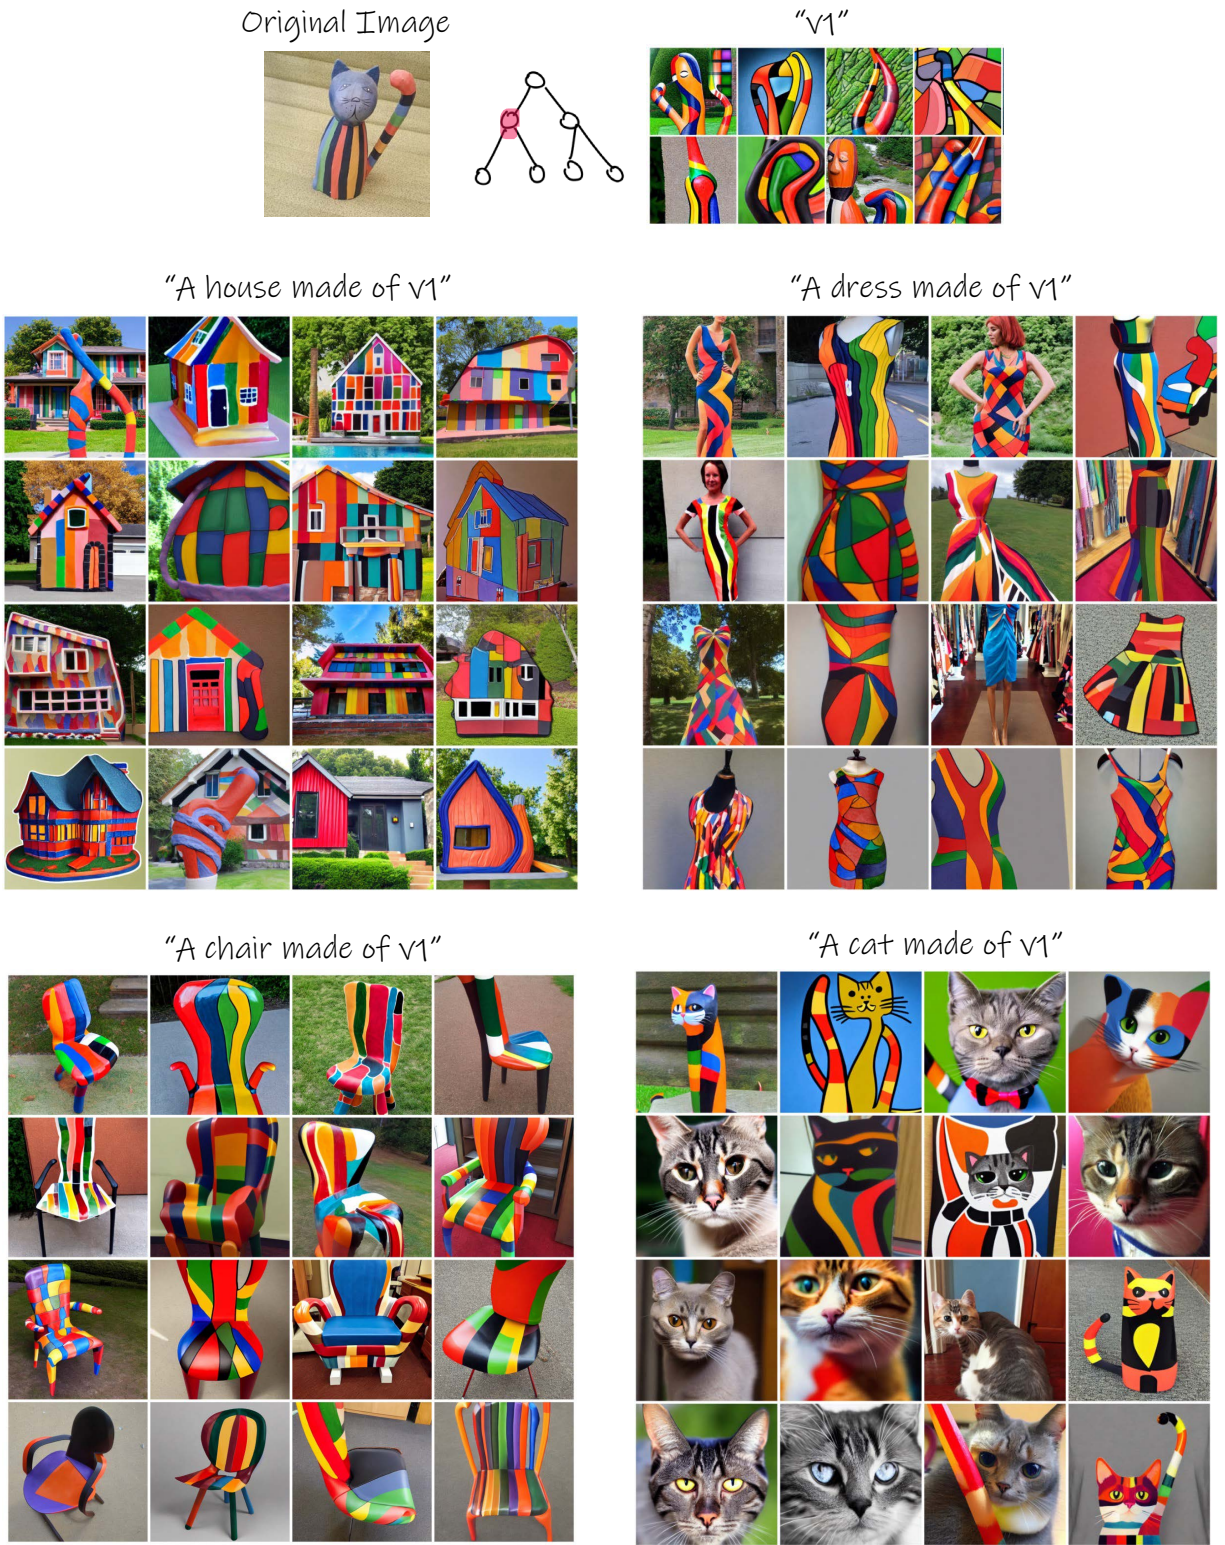 Original Image
"v1"
"A house made of v1"
"A dress made of v1"
"A chair made of v1"
"A cat made of v1"